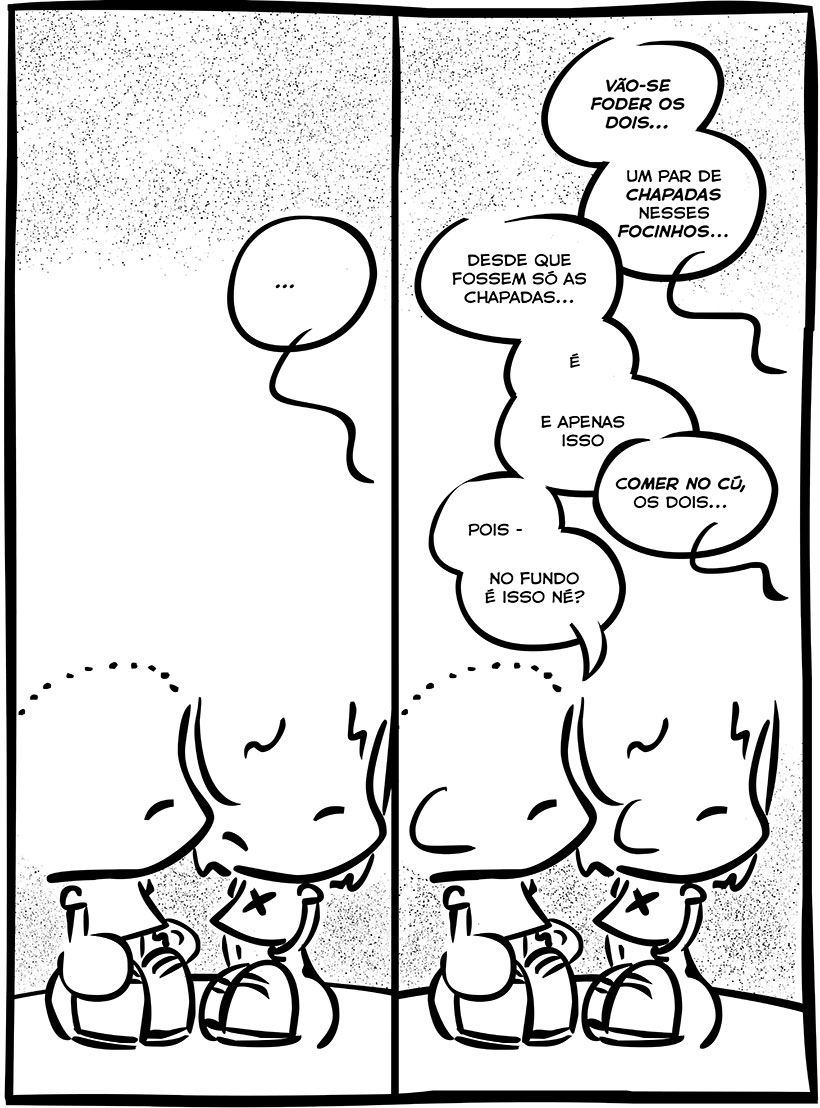 ...
VÃO-SE
FODER OS
DOIS...
UM PAR DE
CHAPADAS
NESSES
FOCINHOS...
DESDE QUE
FOSSEM SÓ AS
CHAPADAS...
É
E APENAS
ISSO
COMER NO CÚ,
OS DOIS...
POIS -
NO FUNDO
É ISSO NÉ?